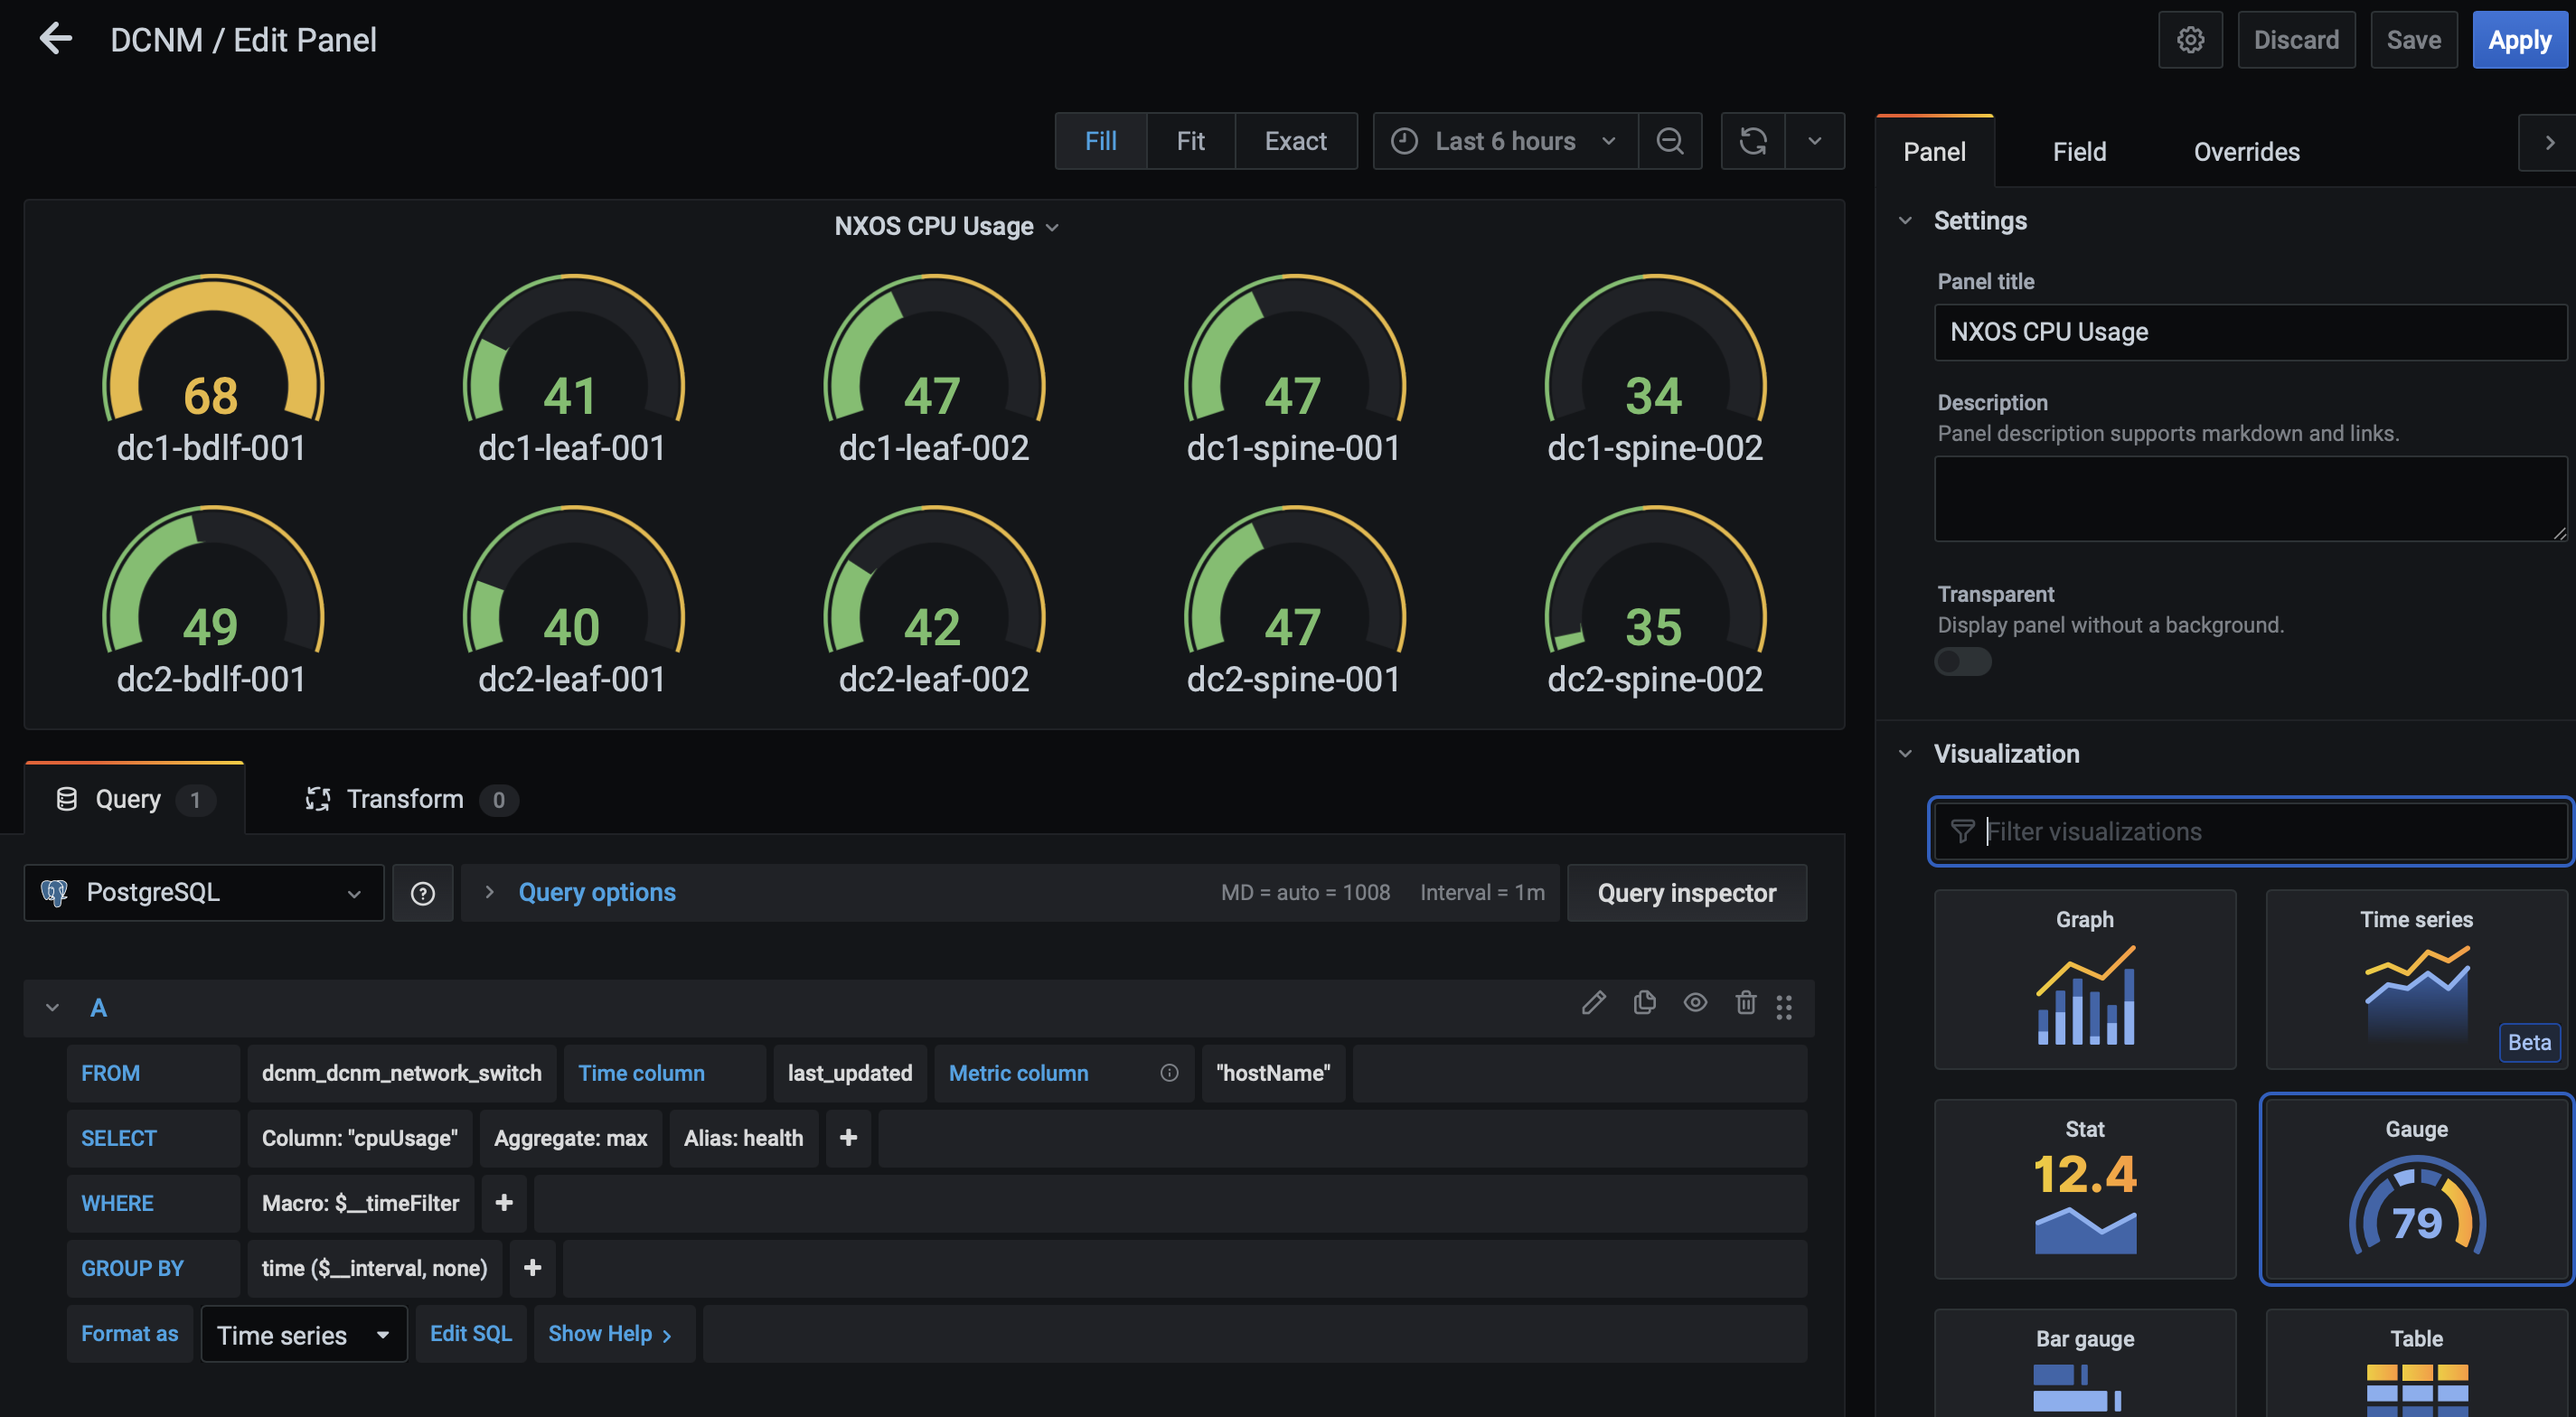 DCNM / Edit Panel
Discard
Save
Apply
Fill
Fit
Exact
Last 6 hours
Panel
Field
Overrides
NXOS CPU Usage
68
41
47
47
34
dc1-bdlf-001
dc1-leaf-001
dc1-leaf-002
dc1-spine-001
dc1-spine-002
49
40
42
47
35
dc2-bdlf-001
dc2-leaf-001
dc2-leaf-002
dc2-spine-001
dc2-spine-002
Settings
Panel title
NXOS CPU Usage
Description
Panel description supports markdown and links.
Transparent
Display panel without a background.
Visualization
Filter visualizations
Graph
Time series
Beta
Stat
12.4
Gauge
79
Bar gauge
Table
Query 1
Transform 0
PostgreSQL
Query options
MD = auto = 1008
Interval = 1m
Query inspector
A
FROM dcnm_dcnm_network_switch Time column last_updated Metric column "hostName"
SELECT Column: "cpuUsage" Aggregate: max Alias: health +
WHERE Macro: $__timeFilter +
GROUP BY time ($__interval, none) +
Format as Time series Edit SQL Show Help >